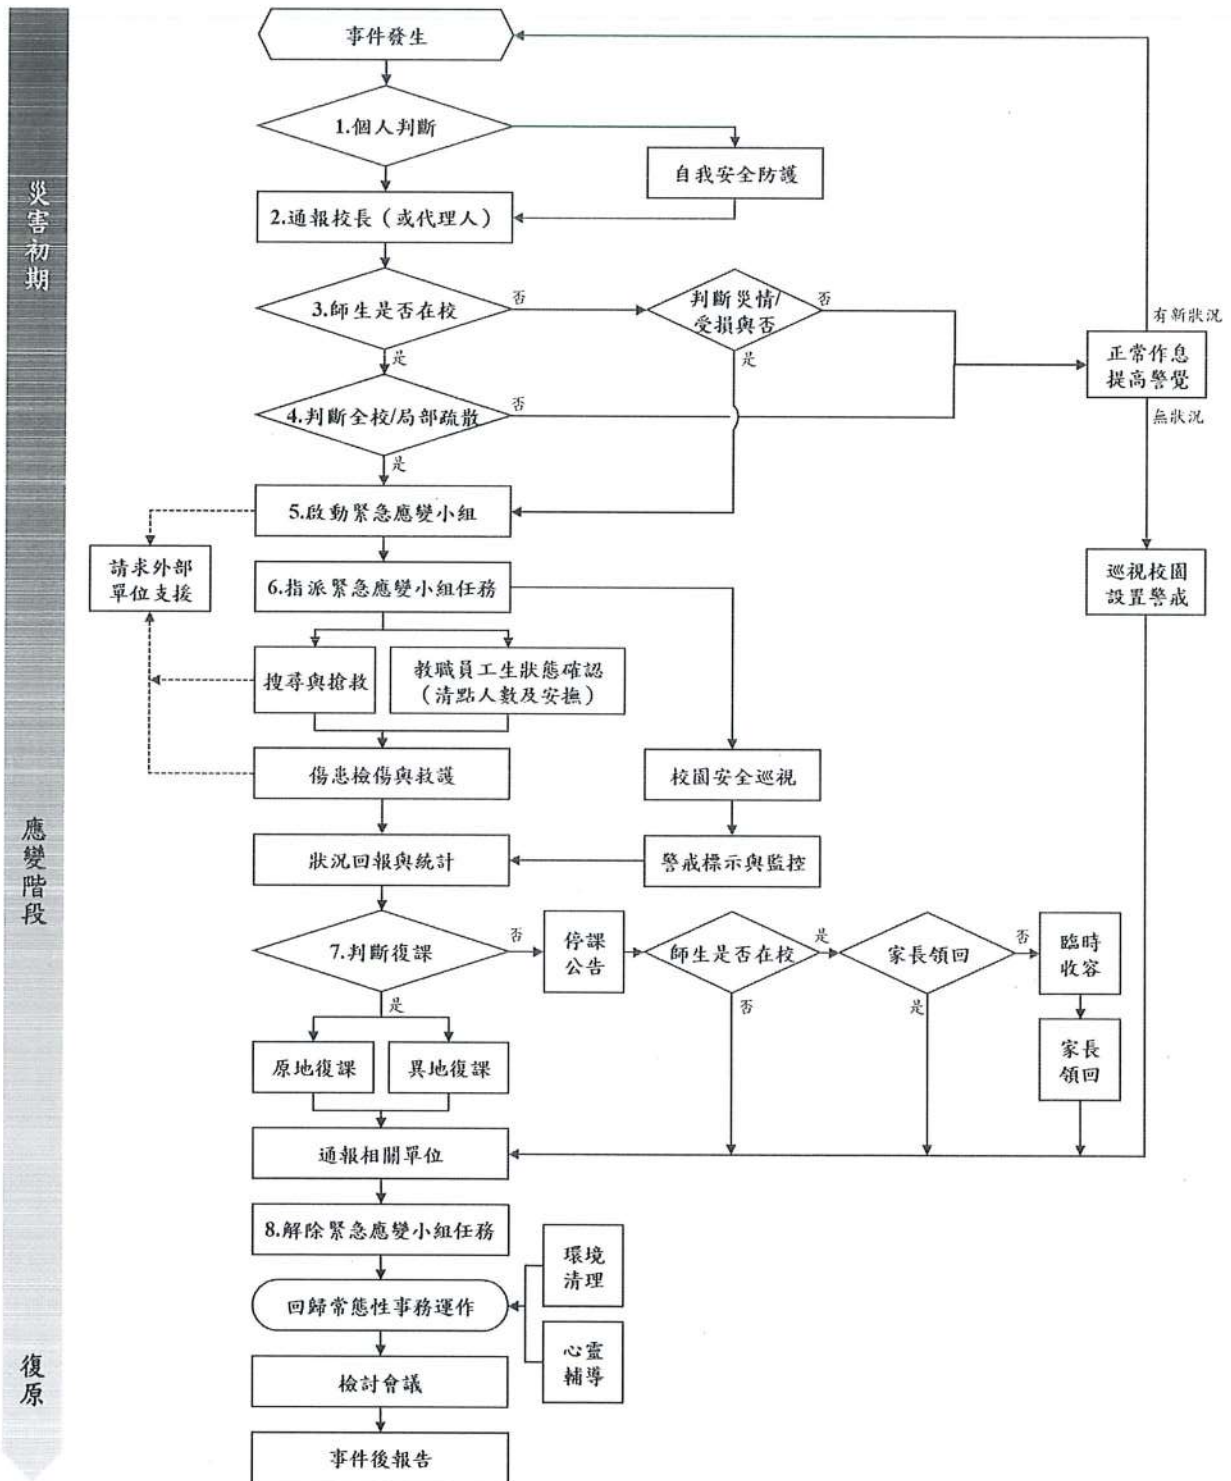 災害初期
應變階段
復原
事件發生
1.個人判斷
自我安全防護
2.通報校長（或代理人）
3.師生是否在校
否
是
判斷災情/
受損與否
否
是
有新狀況
正常作息
提高警覺
無狀況
4.判斷全校/局部疏散
否
是
5.啟動緊急應變小組
請求外部
單位支援
6.指派緊急應變小組任務
巡視校園
設置警戒
搜尋與搶救
教職員工生狀態確認
（清點人數及安撫）
傷患檢傷與救護
校園安全巡視
狀況回報與統計
警戒標示與監控
7.判斷復課
否
是
停課
公告
師生是否在校
是
否
家長領回
否
是
臨時
收容
家長
領回
原地復課
異地復課
通報相關單位
8.解除緊急應變小組任務
環境
清理
回歸常態性事務運作
心靈
輔導
檢討會議
事件後報告